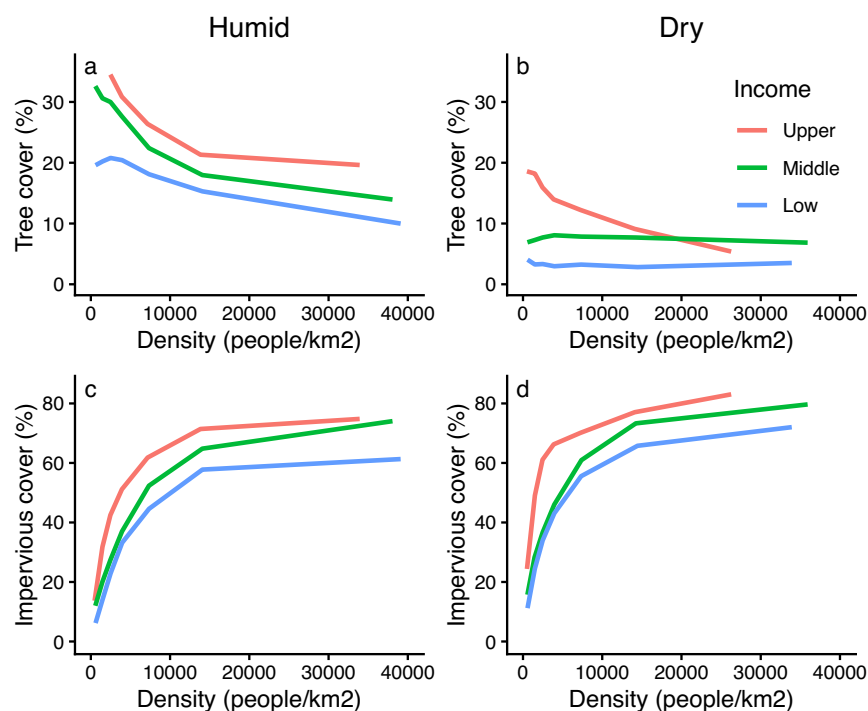 Humid
Dry
a
Tree cover (%)
30
20
10
0
0 10000 20000 30000 40000
Density (people/km2)
b
Tree cover (%)
30
20
10
0
Income
Upper
Middle
Low
0 10000 20000 30000 40000
Density (people/km2)
c
Impervious cover (%)
80
60
40
20
0
0 10000 20000 30000 40000
Density (people/km2)
d
Impervious cover (%)
80
60
40
20
0
0 10000 20000 30000 40000
Density (people/km2)